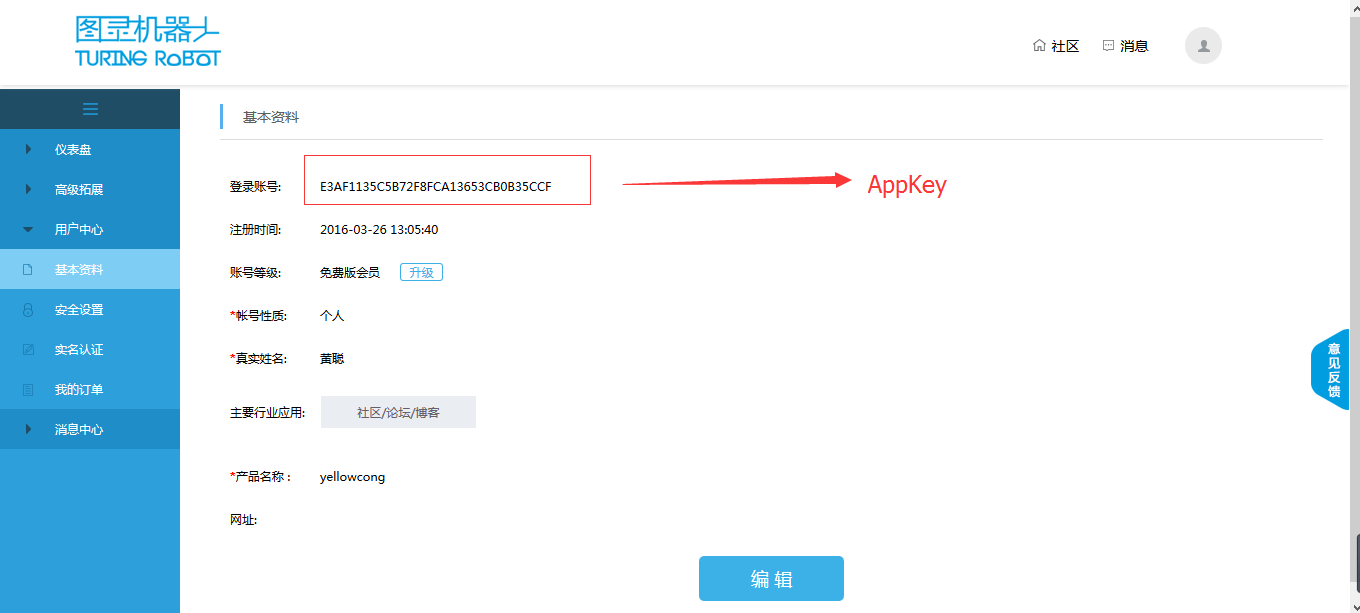 图灵机器人
TURING ROBOT
社区 消息
仪表盘
高级拓展
用户中心
基本资料
安全设置
实名认证
我的订单
消息中心
基本资料
登录账号: E3AF1135C5B72F8FCA13653CB0B35CCF
AppKey
注册时间: 2016-03-26 13:05:40
账号等级: 免费版会员 升级
*帐号性质: 个人
*真实姓名: 黄聪
主要行业应用: 社区/论坛/博客
*产品名称 : yellowcong
网址:
编 辑
意见反馈